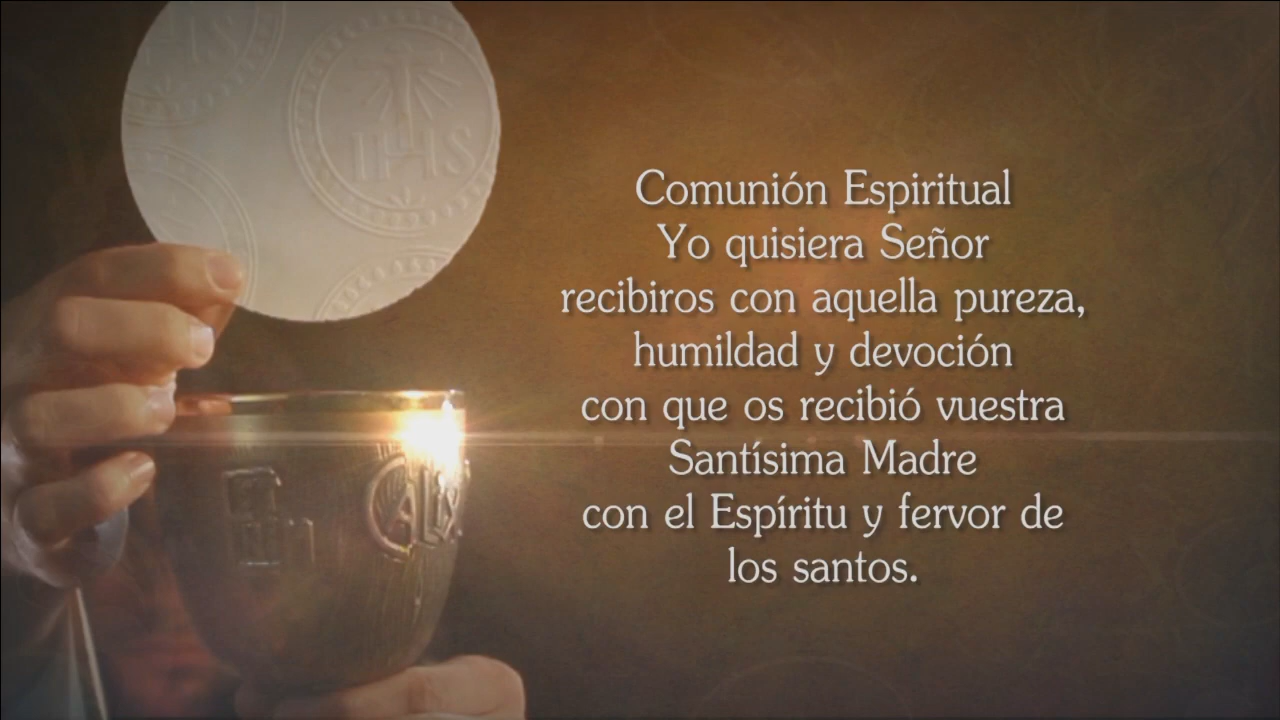 IHS
Comunión Espiritual
Yo quisiera Señor
recibiros con aquella pureza,
humildad y devoción
con que os recibió vuestra
Santísima Madre
con el Espíritu y fervor de
los santos.